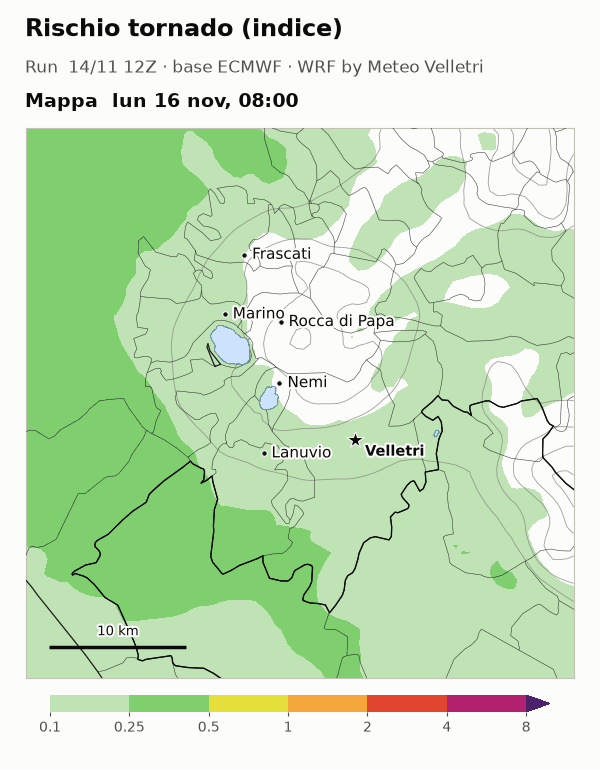 Rischio tornado (indice)
Run  14/11 12Z · base ECMWF · WRF by Meteo Velletri
Mappa  lun 16 nov, 08:00
Frascati
Marino
Rocca di Papa
Nemi
Velletri
Lanuvio
10 km
0.1 0.25 0.5 1 2 4 8